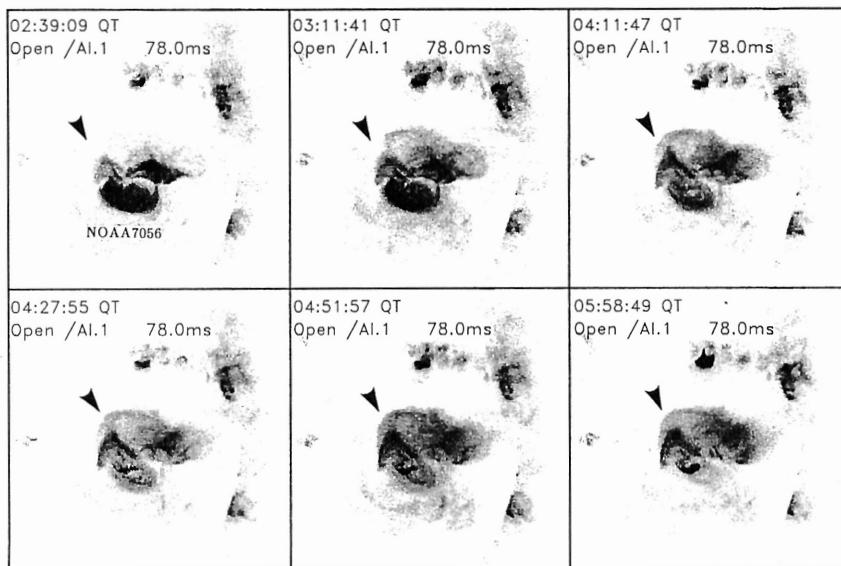 02:39:09 QT
Open /Al.1 78.0ms
NOAA7056
03:11:41 QT
Open /Al.1 78.0ms
04:11:47 QT
Open /Al.1 78.0ms
04:27:55 QT
Open /Al.1 78.0ms
04:51:57 QT
Open /Al.1 78.0ms
05:58:49 QT
Open /Al.1 78.0ms